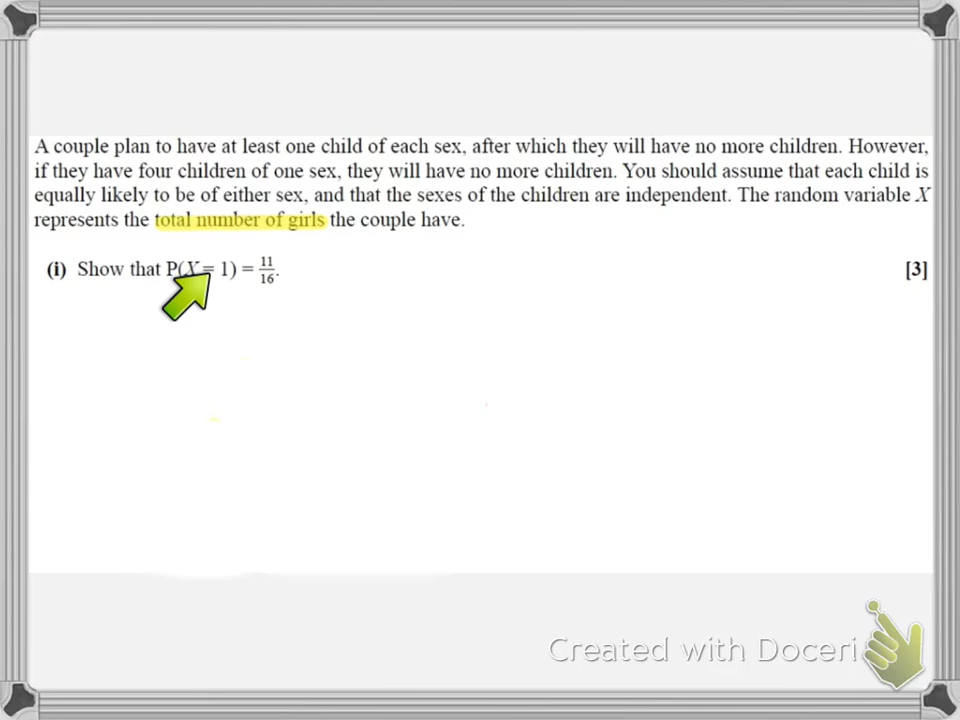 A couple plan to have at least one child of each sex, after which they will have no more children. However,
if they have four children of one sex, they will have no more children. You should assume that each child is
equally likely to be of either sex, and that the sexes of the children are independent. The random variable X
represents the total number of girls the couple have.
(i) Show that P(X = 1) = 11/16. [3]
Created with Doceri